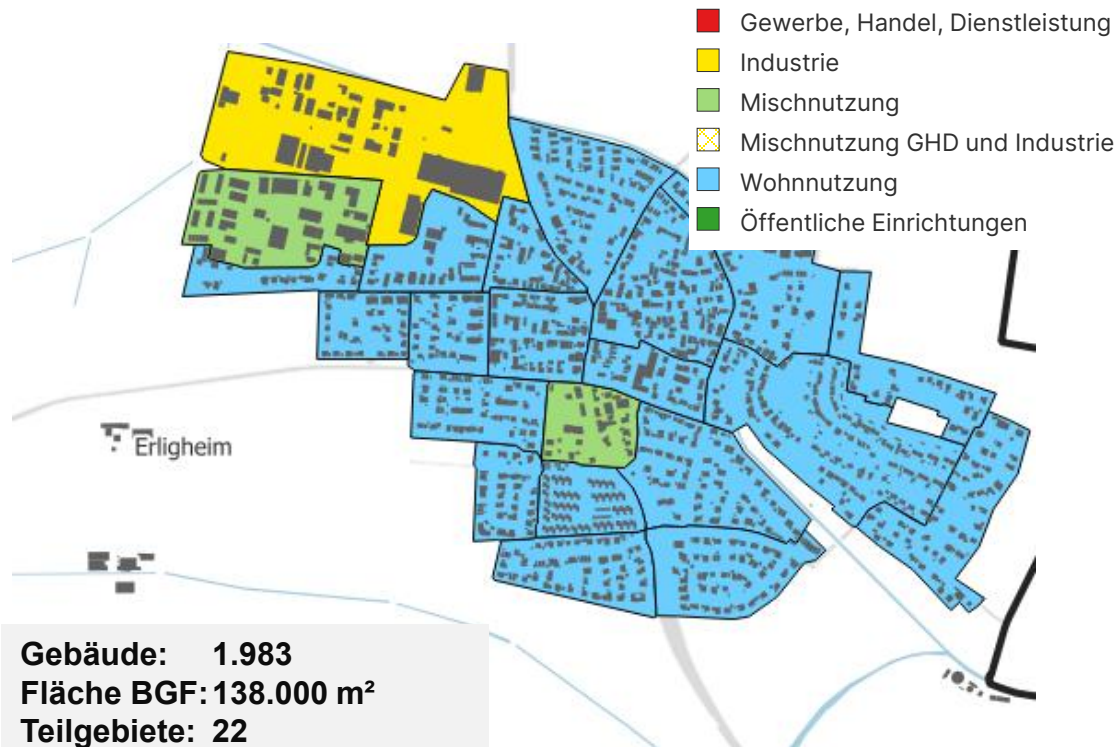 Gewerbe, Handel, Dienstleistung
Industrie
Mischnutzung
Mischnutzung GHD und Industrie
Wohnnutzung
Öffentliche Einrichtungen
Erligheim
Gebäude: 1.983
Fläche BGF: 138.000 m²
Teilgebiete: 22